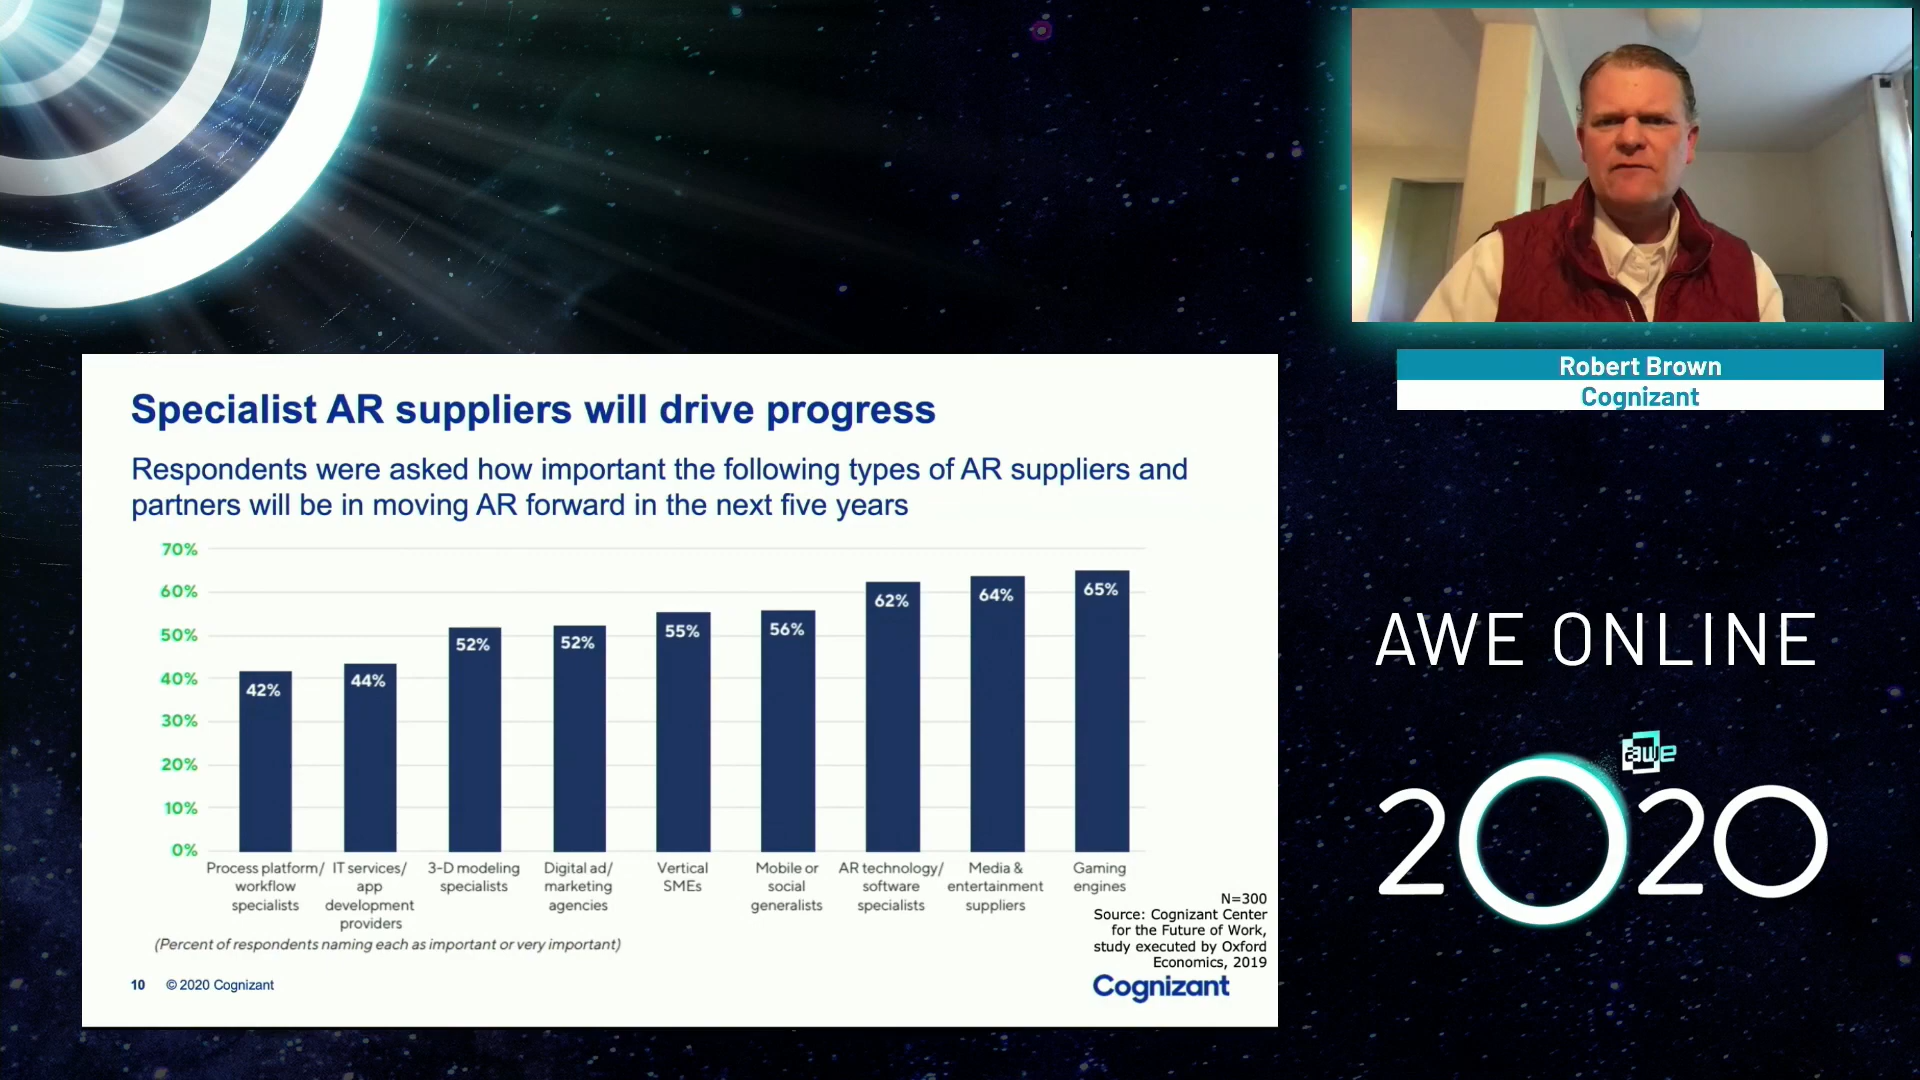 Robert Brown
Cognizant
Specialist AR suppliers will drive progress
Respondents were asked how important the following types of AR suppliers and
partners will be in moving AR forward in the next five years
70%
60%
50%
40%
30%
20%
10%
0%
42%
44%
52%
52%
55%
56%
62%
64%
65%
Process platform/
workflow
specialists
IT services/
app
development
providers
3-D modeling
specialists
Digital ad/
marketing
agencies
Vertical
SMEs
Mobile or
social
generalists
AR technology/
software
specialists
Media &
entertainment
suppliers
Gaming
engines
(Percent of respondents naming each as important or very important)
N=300
Source: Cognizant Center
for the Future of Work,
study executed by Oxford
Economics, 2019
10 © 2020 Cognizant
Cognizant
AWE ONLINE
awe
2020